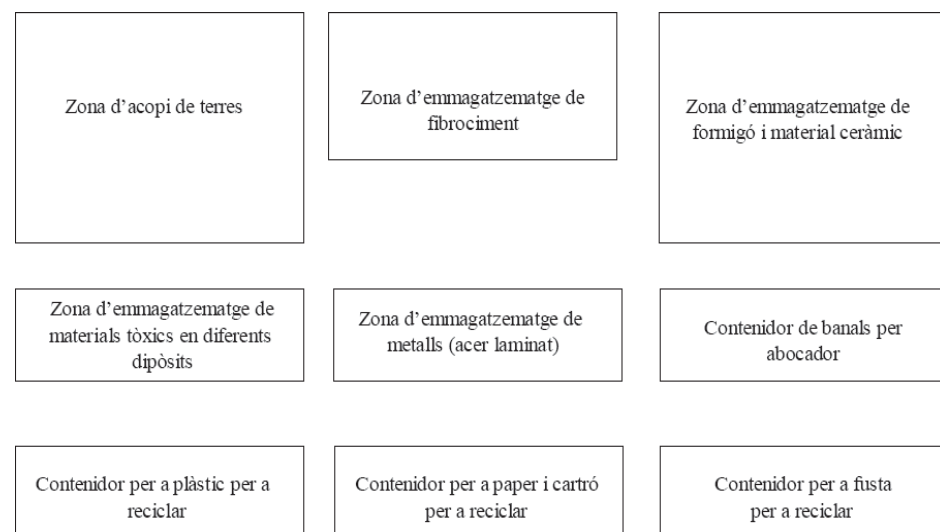 Zona d’acopi de terres
Zona d’emmagatzematge de
fibrociment
Zona d’emmagatzematge de
formigó i material ceràmic
Zona d’emmagatzematge de
materials tòxics en diferents
dipòsits
Zona d’emmagatzematge de
metalls (acer laminat)
Contenidor de banals per
abocador
Contenidor per a plàstic per a
reciclar
Contenidor per a paper i cartró
per a reciclar
Contenidor per a fusta
per a reciclar